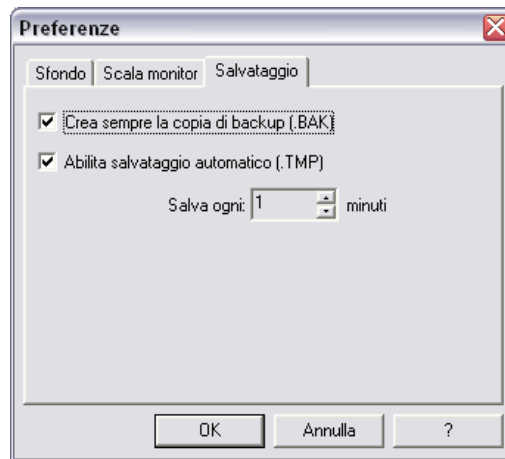 Preferenze
Sfondo Scala monitor Salvataggio
Crea sempre la copia di backup (.BAK)
Abilita salvataggio automatico (.TMP)
Salva ogni: 1 minuti
OK Annulla ?